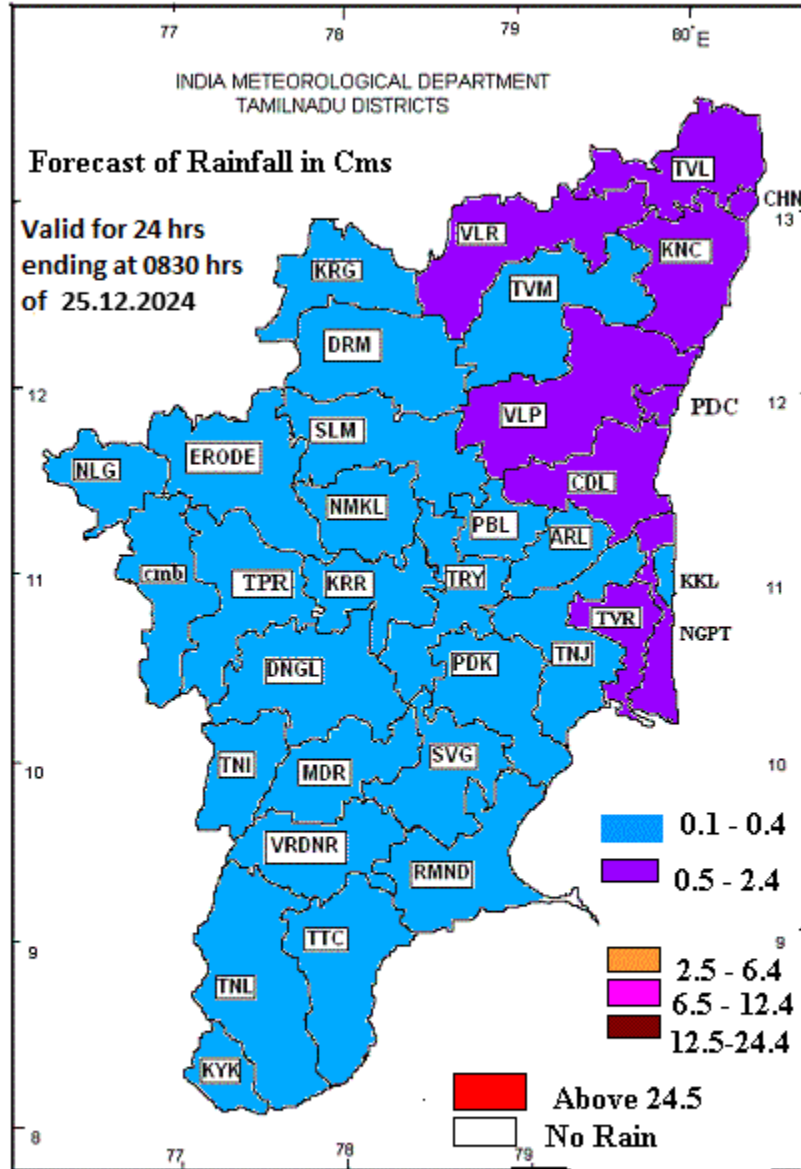 77 78 79 80° E
INDIA METEOROLOGICAL DEPARTMENT
TAMILNADU DISTRICTS
Forecast of Rainfall in Cms
TVL
CHN
13
Valid for 24 hrs
ending at 0830 hrs
of 25.12.2024
VLR
KNC
KRG
TVM
DRM
12
12
PDC
VLP
SLM
ERODE
NLG
CDL
NMKL
PBL
ARL
11
cmb
TPR
KRR
TRY
KKL
11
TVR
NGPT
DNGL
PDK
TNJ
10
TNI
MDR
SVG
10
0.1 - 0.4
VRDNR
RMND
0.5 - 2.4
9
TTC
9
2.5 - 6.4
TNL
6.5 - 12.4
12.5-24.4
KYK
Above 24.5
8
No Rain
77 78 79